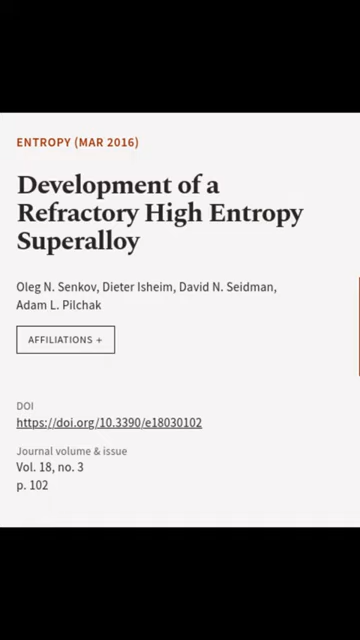 ENTROPY (MAR 2016)
Development of a
Refractory High Entropy
Superalloy
Oleg N. Senkov, Dieter Isheim, David N. Seidman,
Adam L. Pilchak
AFFILIATIONS +
DOI
https://doi.org/10.3390/e18030102
Journal volume & issue
Vol. 18, no. 3
p. 102